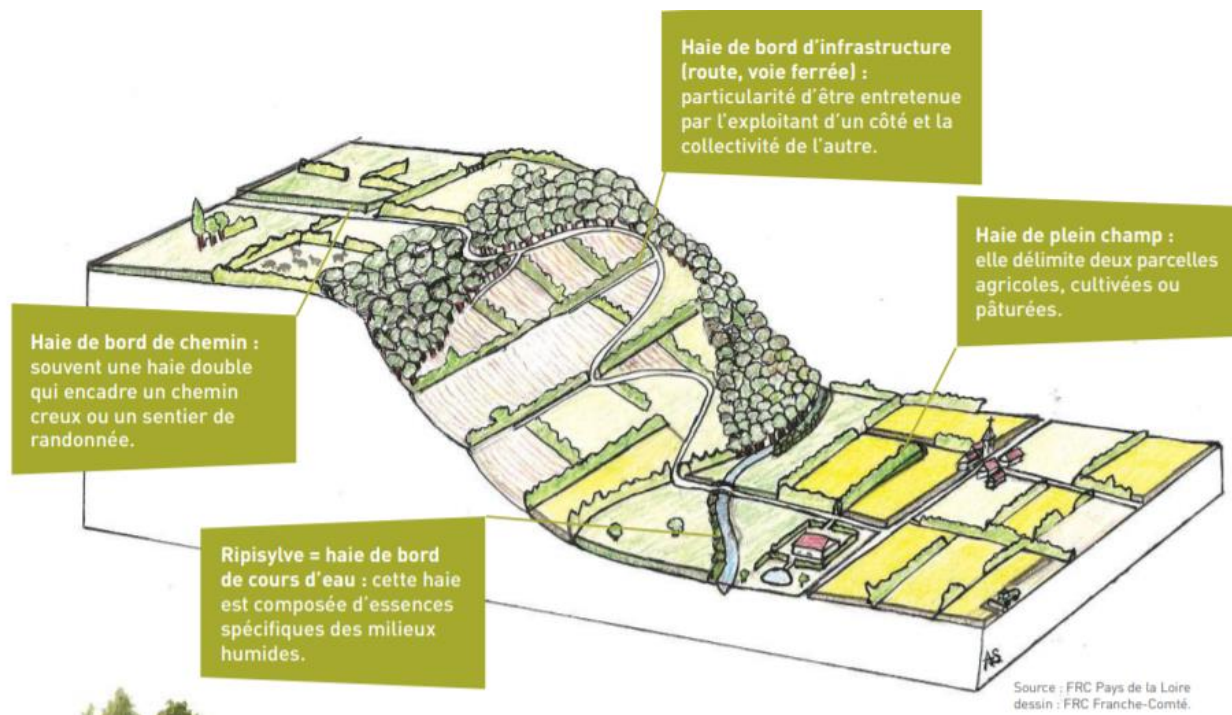 Haie de bord d'infrastructure
(route, voie ferrée) :
particularité d'être entretenue
par l'exploitant d'un côté et la
collectivité de l'autre.
Haie de plein champ :
elle délimite deux parcelles
agricoles, cultivées ou
pâturées.
Haie de bord de chemin :
souvent une haie double
qui encadre un chemin
creux ou un sentier de
randonnée.
Ripisylve = haie de bord
de cours d'eau : cette haie
est composée d'essences
spécifiques des milieux
humides.
AS
Source : FRC Pays de la Loire
dessin : FRC Franche-Comté.